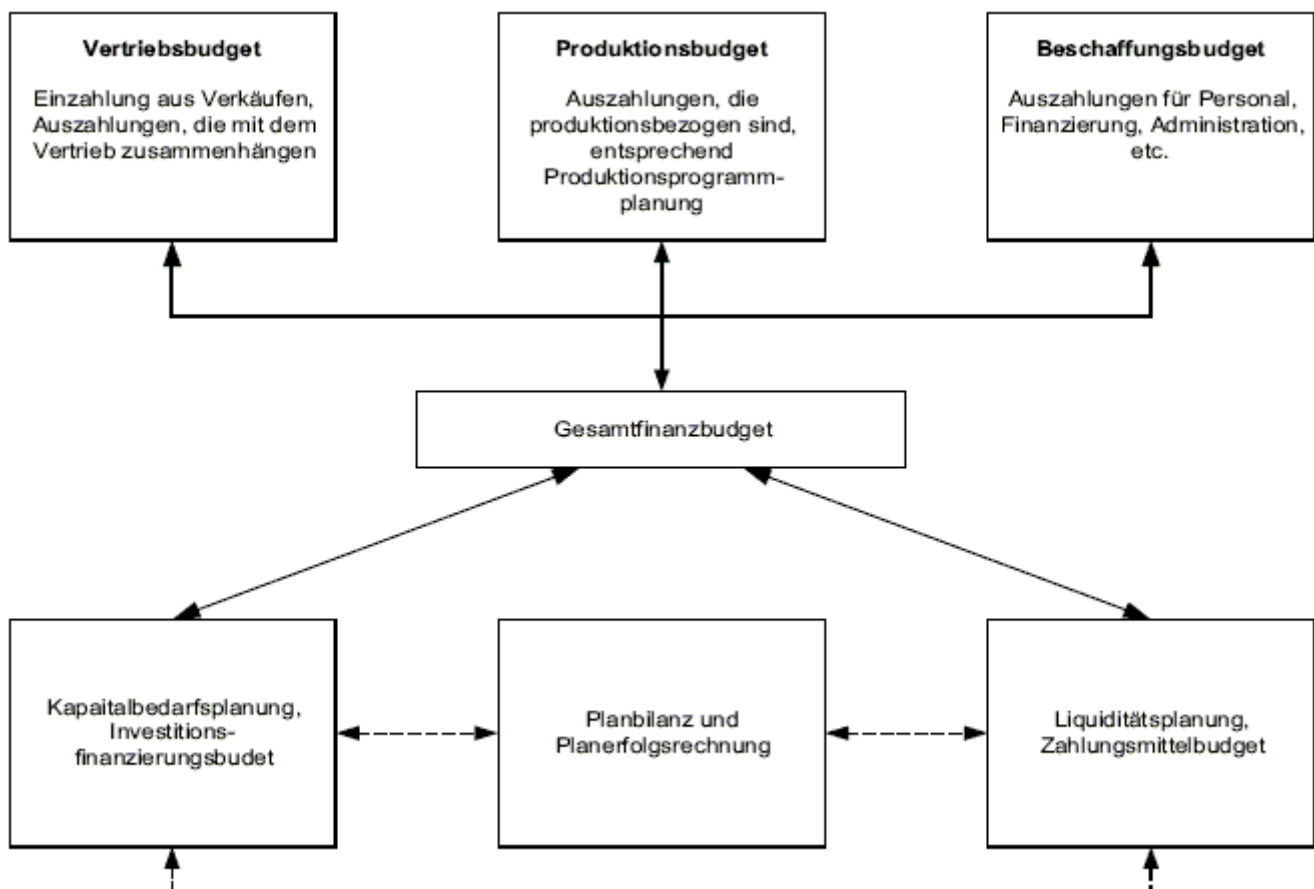 Vertriebsbudget
Einzahlung aus Verkäufen,
Auszahlungen, die mit dem
Vertrieb zusammenhängen
Produktionsbudget
Auszahlungen, die
produktionsbezogen sind,
entsprechend
Produktionsprogramm-
planung
Beschaffungsbudget
Auszahlungen für Personal,
Finanzierung, Administration,
etc.
Gesamtfinanzbudget
Kapaitalbedarfsplanung,
Investitions-
finanzierungsbudet
Planbilanz und
Planerfolgsrechnung
Liquiditätsplanung,
Zahlungsmittelbudget